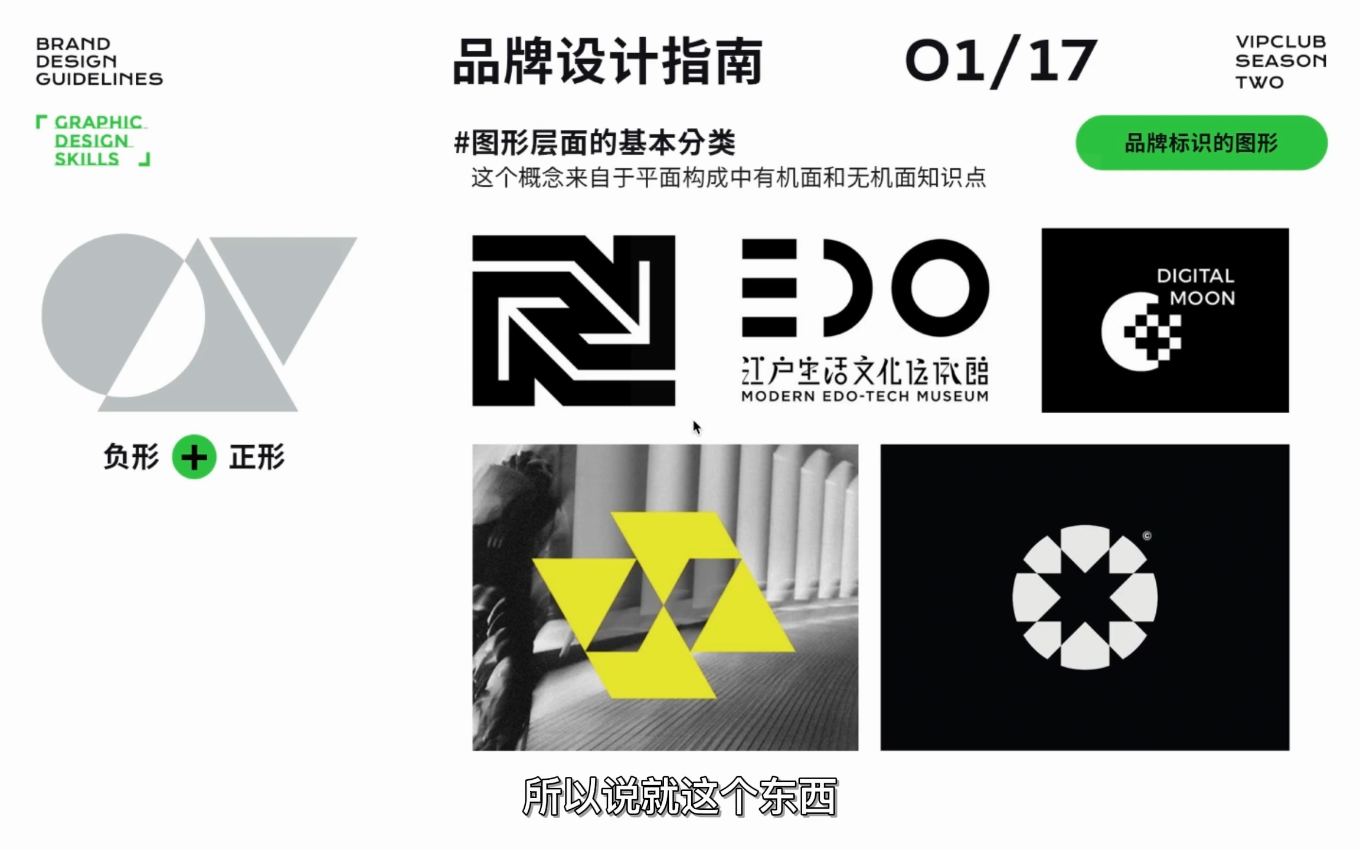 BRAND
DESIGN
GUIDELINES
品牌设计指南
01/17
VIPCLUB
SEASON
TWO
GRAPHIC
DESIGN
SKILLS
#图形层面的基本分类
这个概念来自于平面构成中有机面和无机面知识点
品牌标识的图形
负形 + 正形
EDO
江戸生活文化伝承館
MODERN EDO-TECH MUSEUM
DIGITAL
MOON
©
所以说就这个东西